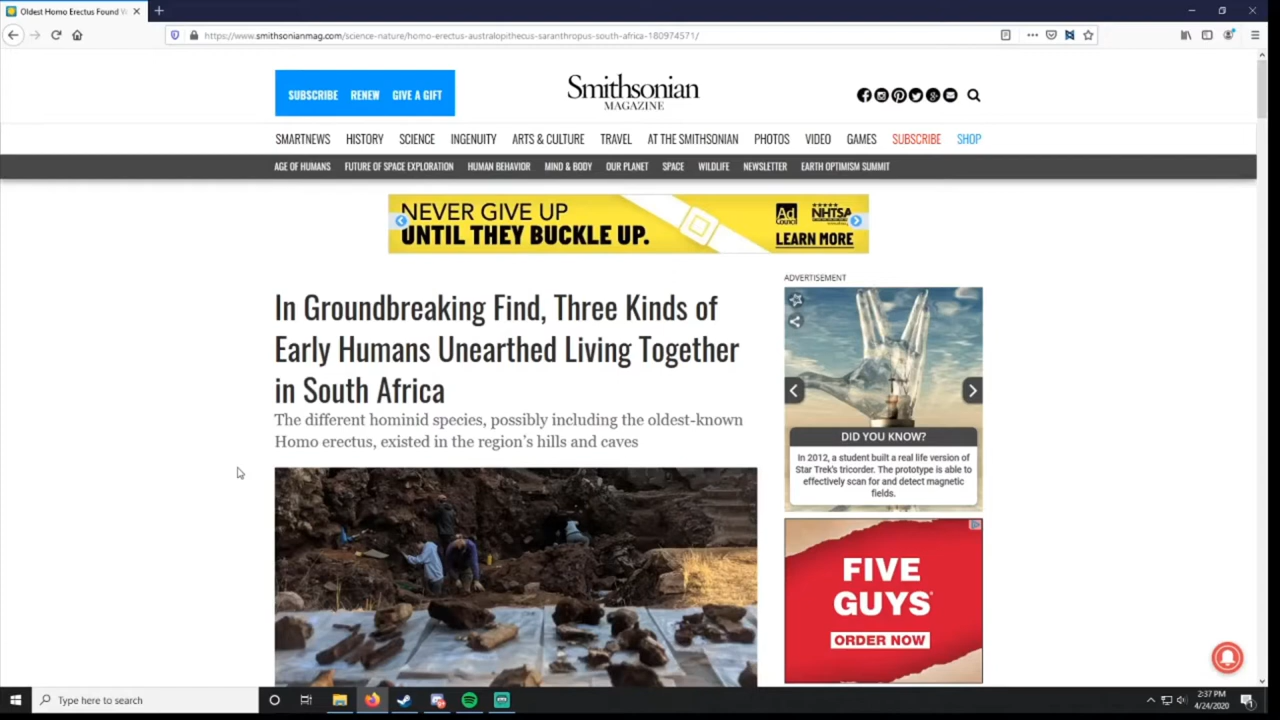 Oldest Homo Erectus Found
https://www.smithsonianmag.com/science-nature/homo-erectus-australopithecus-saranthropus-south-africa-180974571/
SUBSCRIBE RENEW GIVE A GIFT
Smithsonian
MAGAZINE
SMARTNEWS HISTORY SCIENCE INGENUITY ARTS & CULTURE TRAVEL AT THE SMITHSONIAN PHOTOS VIDEO GAMES SUBSCRIBE SHOP
AGE OF HUMANS FUTURE OF SPACE EXPLORATION HUMAN BEHAVIOR MIND & BODY OUR PLANET SPACE WILDLIFE NEWSLETTER EARTH OPTIMISM SUMMIT
NEVER GIVE UP
UNTIL THEY BUCKLE UP.
Ad
Council
NHTSA
LEARN MORE
ADVERTISEMENT
In Groundbreaking Find, Three Kinds of
Early Humans Unearthed Living Together
in South Africa
The different hominid species, possibly including the oldest-known
Homo erectus, existed in the region's hills and caves
DID YOU KNOW?
In 2012, a student built a real life version of
Star Trek's tricorder. The prototype is able to
effectively scan for and detect magnetic
fields.
FIVE
GUYS
ORDER NOW
Type here to search
2:37 PM
4/24/2020